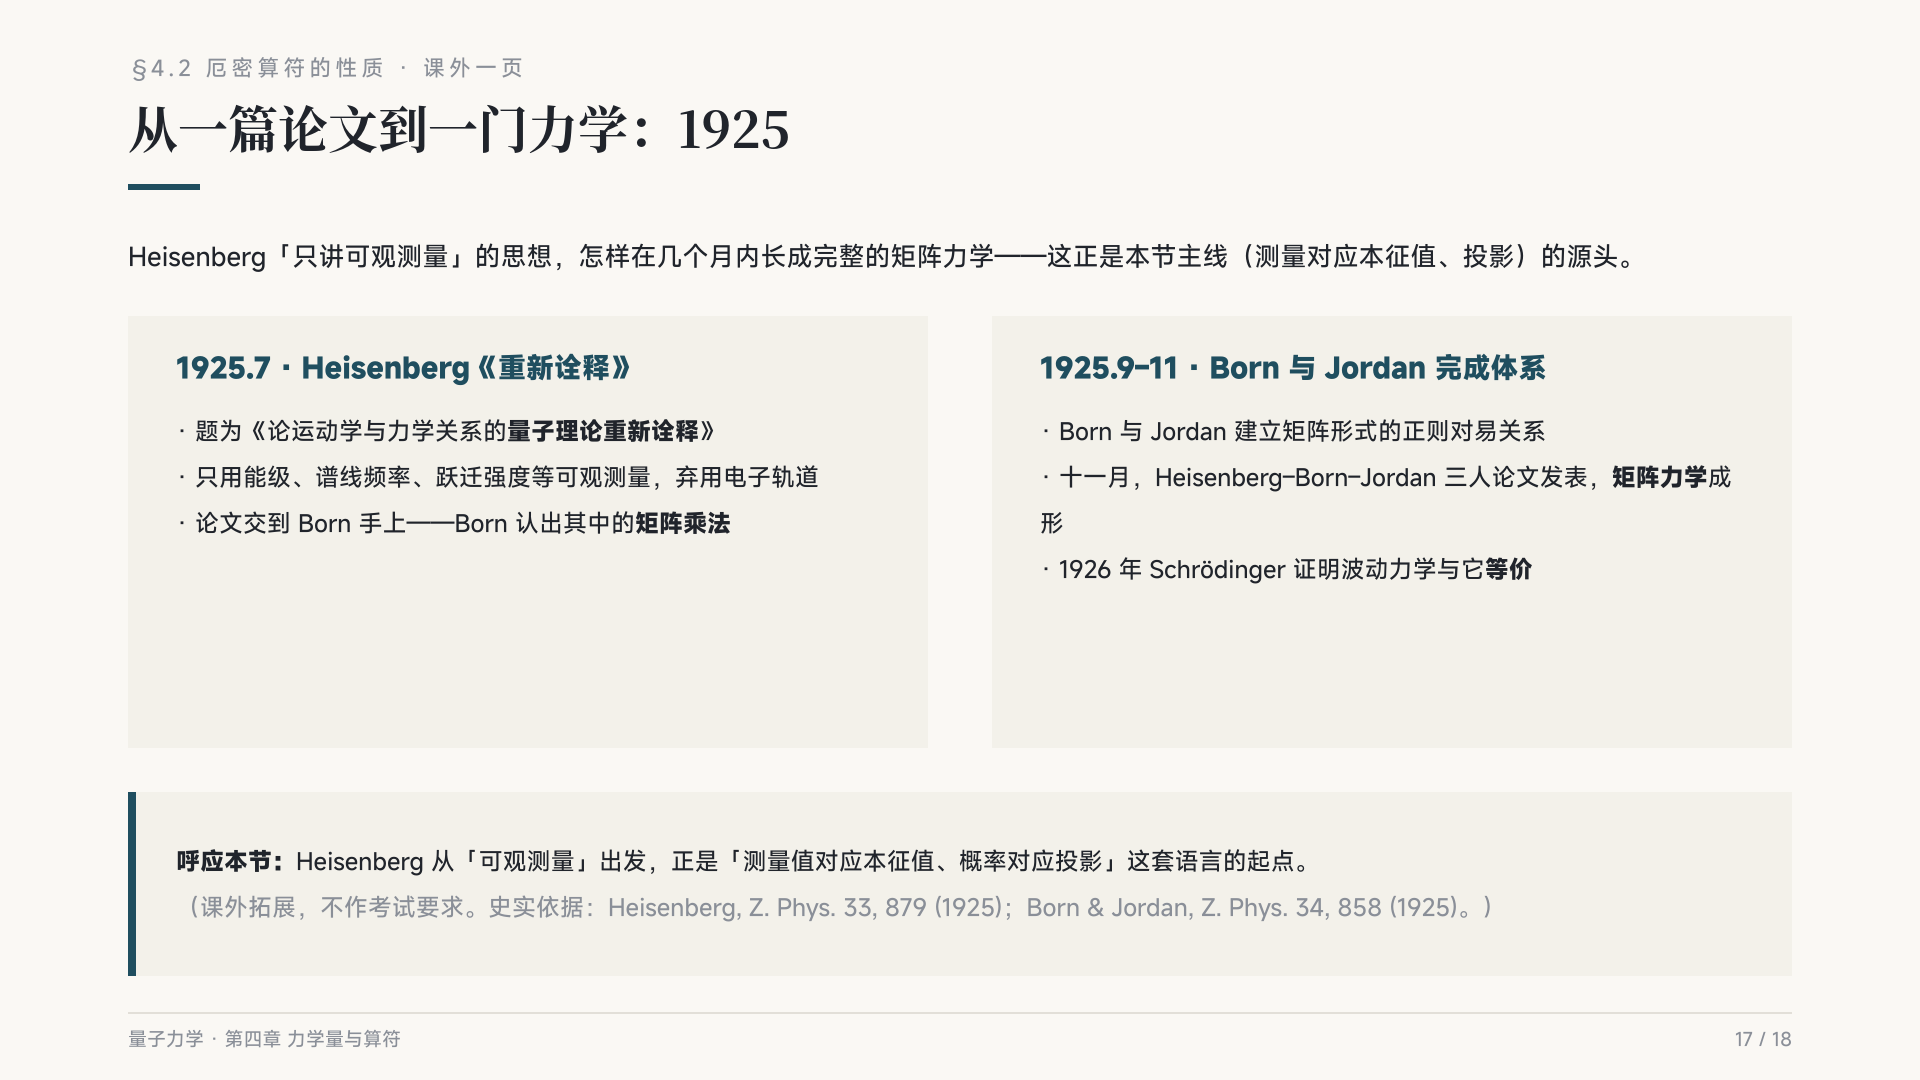 §4.2 厄密算符的性质 · 课外一页
从一篇论文到一门力学：1925
Heisenberg「只讲可观测量」的思想，怎样在几个月内长成完整的矩阵力学——这正是本节主线（测量对应本征值、投影）的源头。
1925.7 · Heisenberg《重新诠释》
· 题为《论运动学与力学关系的量子理论重新诠释》
· 只用能级、谱线频率、跃迁强度等可观测量，弃用电子轨道
· 论文交到 Born 手上——Born 认出其中的矩阵乘法
1925.9–11 · Born 与 Jordan 完成体系
· Born 与 Jordan 建立矩阵形式的正则对易关系
· 十一月，Heisenberg–Born–Jordan 三人论文发表，矩阵力学成
形
· 1926 年 Schrödinger 证明波动力学与它等价
呼应本节：Heisenberg 从「可观测量」出发，正是「测量值对应本征值、概率对应投影」这套语言的起点。
（课外拓展，不作考试要求。史实依据：Heisenberg, Z. Phys. 33, 879 (1925)；Born & Jordan, Z. Phys. 34, 858 (1925)。）
量子力学 · 第四章 力学量与算符
17 / 18